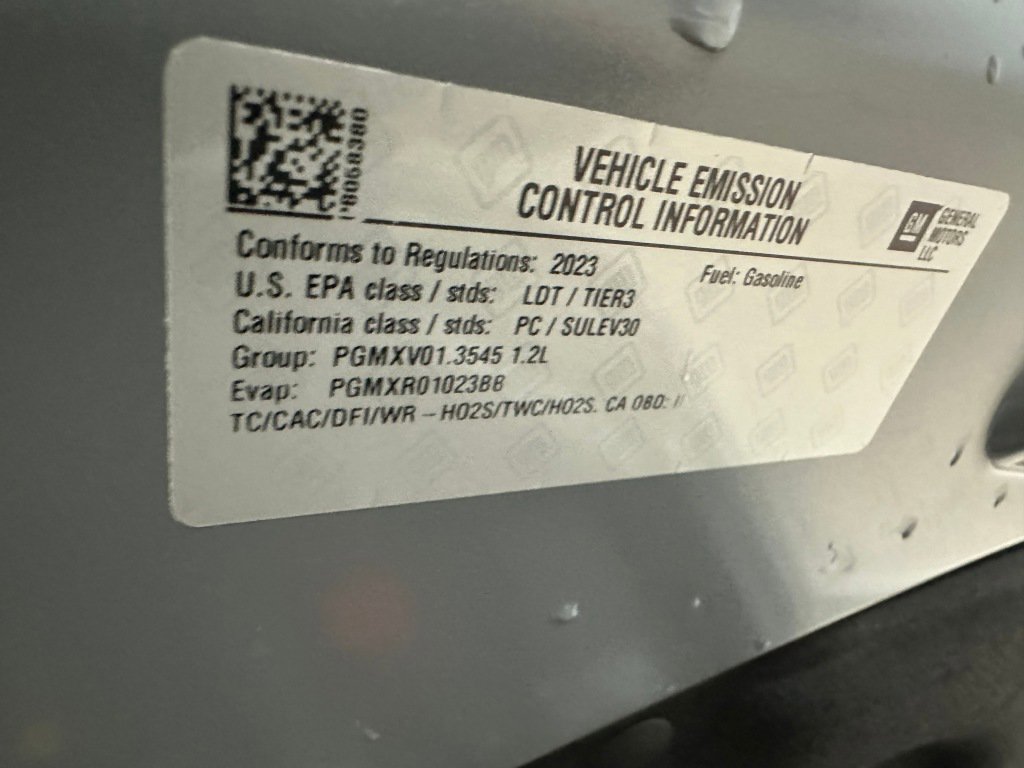 VEHICLE EMISSION
CONTROL INFORMATION
GM
GENERAL
MOTORS
LLC
Conforms to Regulations: 2023
Fuel: Gasoline
U.S. EPA class / stds: LDT / TIER3
California class / stds: PC / SULEV30
Group: PGMXV01.3545 1.2L
Evap: PGMXR0102388
TC/CAC/DFI/WR – HO2S/TWC/HO2S. CA OBD: